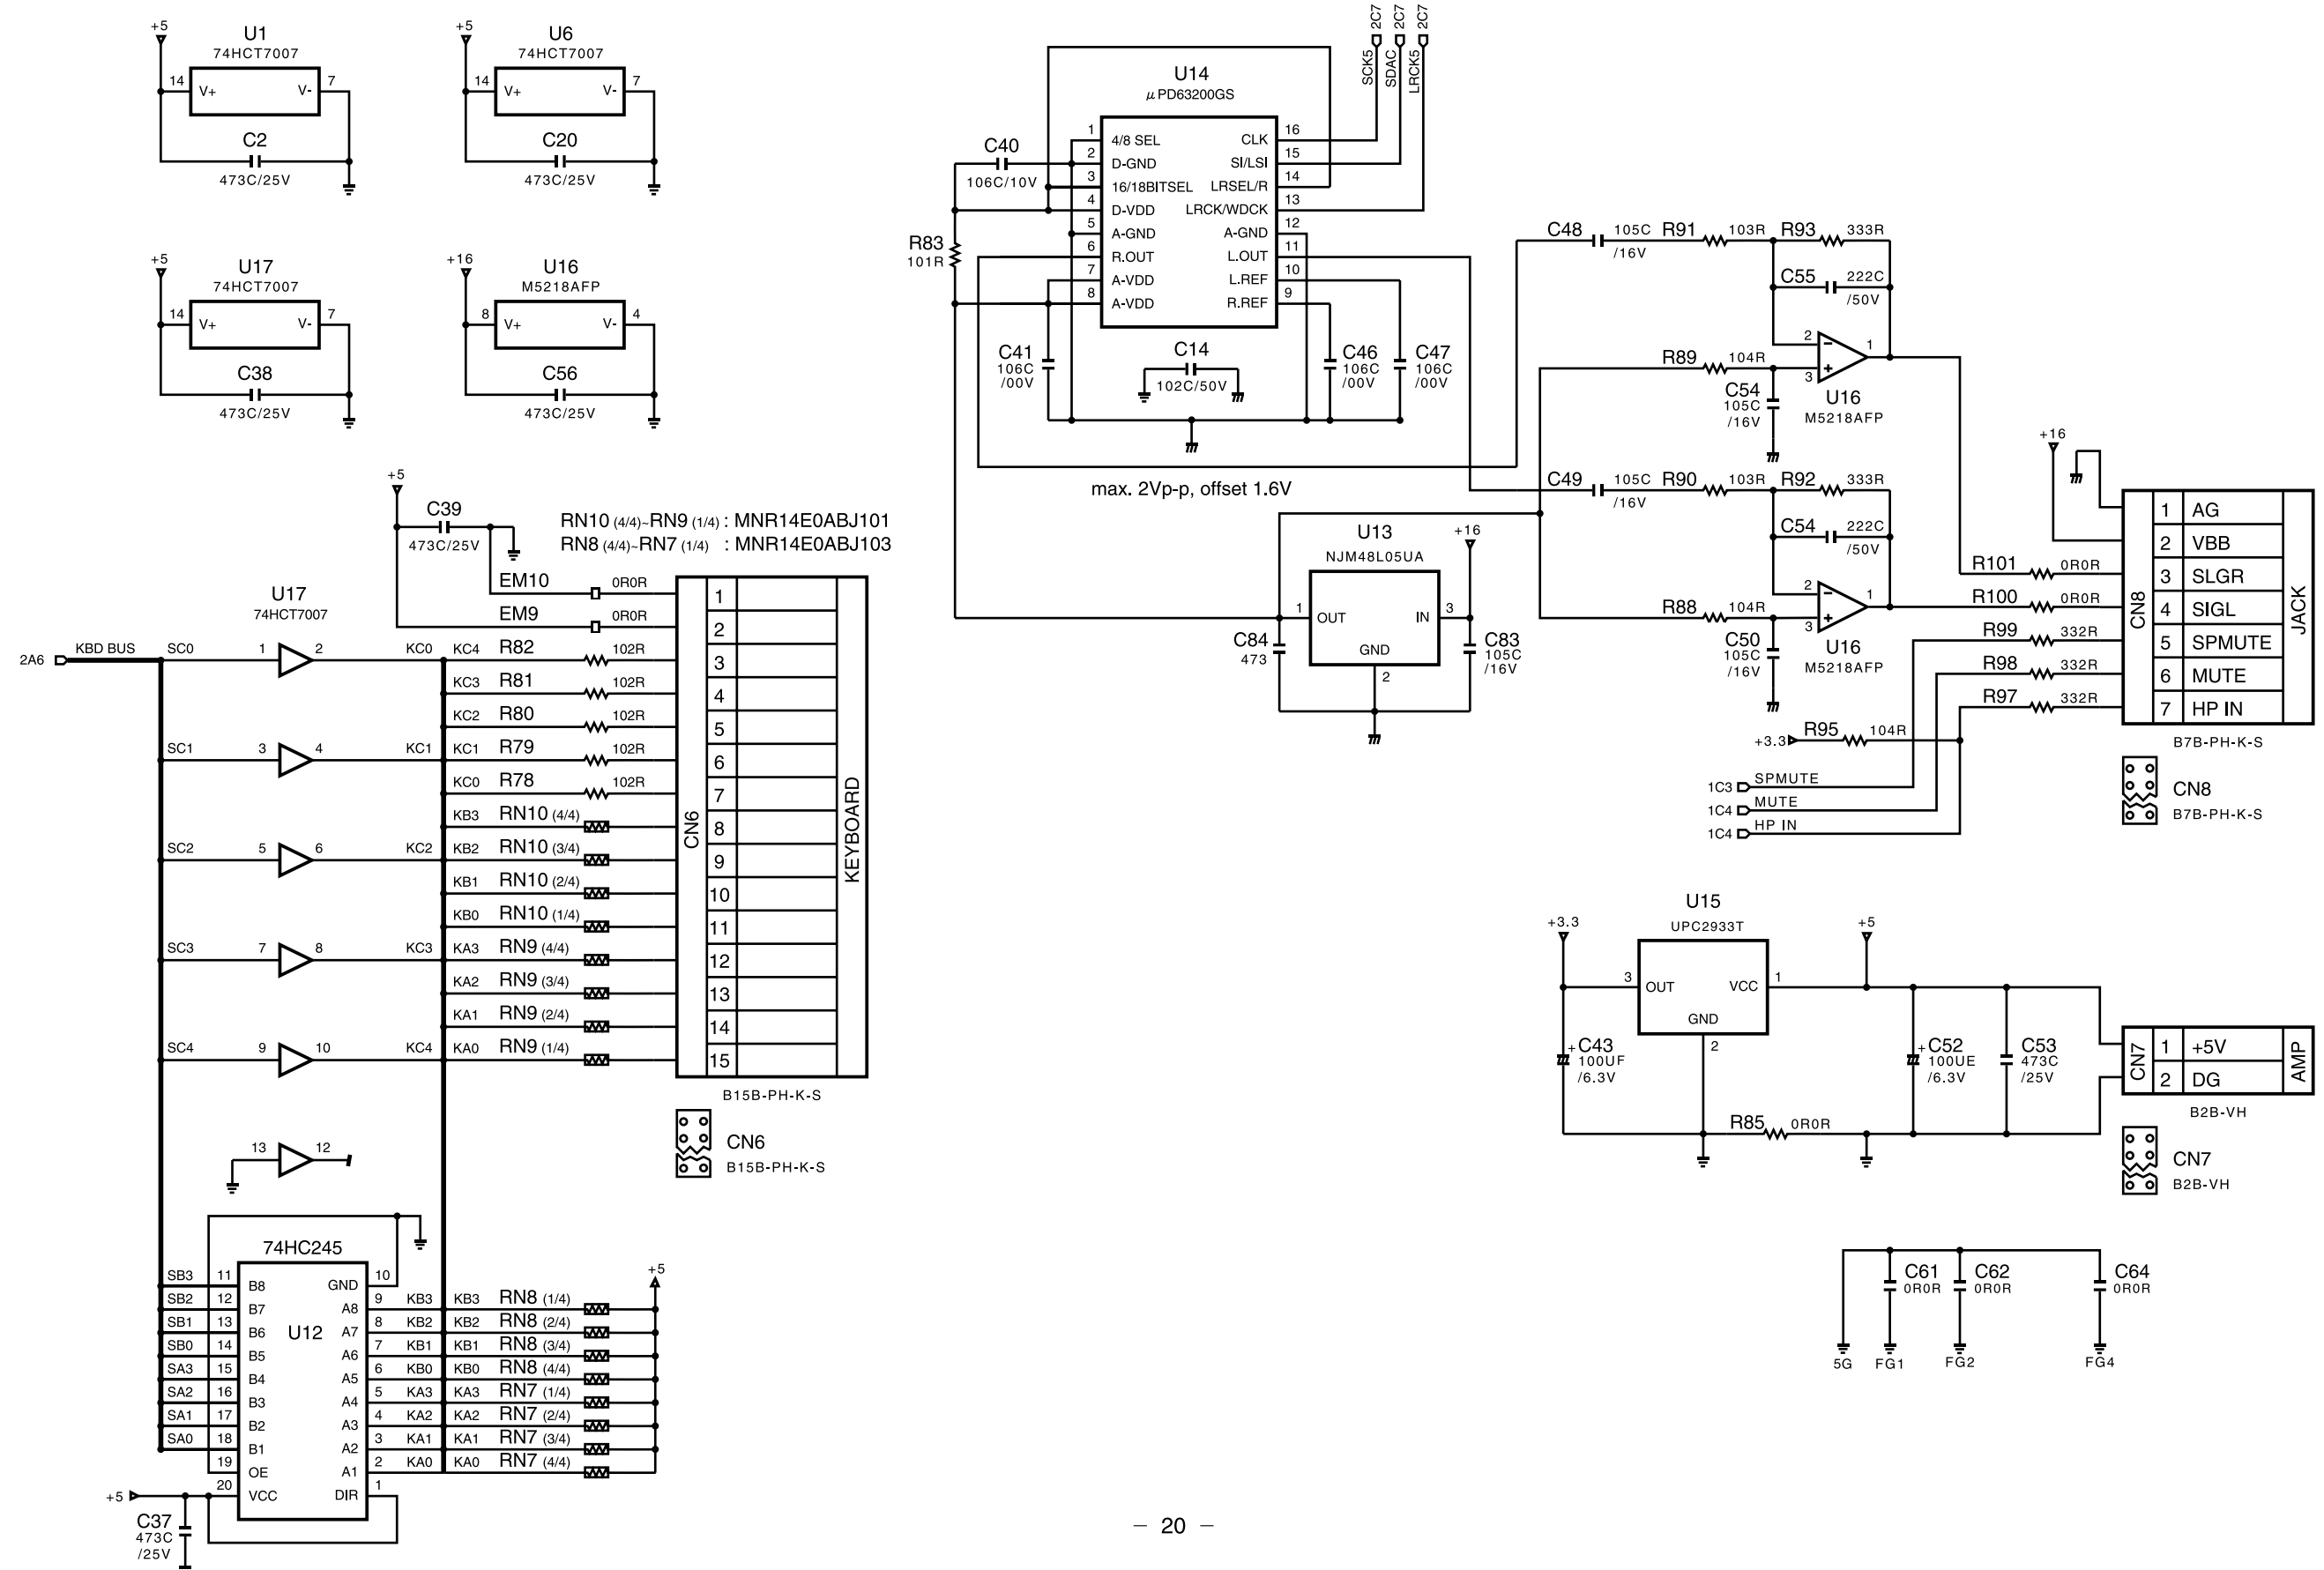 +5
U1
74HCT7007
14
V+
V-
7
C2
473C/25V
+5
U6
74HCT7007
14
V+
V-
7
C20
473C/25V
+5
U17
74HCT7007
14
V+
V-
7
C38
473C/25V
+16
U16
M5218AFP
8
V+
V-
4
C56
473C/25V
SCK5 2C7
SDAC 2C7
LRCK5 2C7
U14
μPD63200GS
1 4/8 SEL CLK 16
2 D-GND SI/LSI 15
3 16/18BITSEL LRSEL/R 14
4 D-VDD LRCK/WDCK 13
5 A-GND A-GND 12
6 R.OUT L.OUT 11
7 A-VDD L.REF 10
8 A-VDD R.REF 9
C40
106C/10V
R83
101R
C41
106C
/00V
C14
102C/50V
C46
106C
/00V
C47
106C
/00V
max. 2Vp-p, offset 1.6V
C48 105C
/16V
R91 103R
R93 333R
C55 222C
/50V
R89 104R
2
3
1
C54
105C
/16V
U16
M5218AFP
C49 105C
/16V
R90 103R
R92 333R
C54 222C
/50V
R88 104R
2
3
1
C50
105C
/16V
U16
M5218AFP
U13
NJM48L05UA
+16
1 OUT IN 3
GND
2
C84
473
C83
105C
/16V
+16
CN8
1 AG
2 VBB
3 SLGR
4 SIGL
5 SPMUTE
6 MUTE
7 HP IN
JACK
B7B-PH-K-S
R101 0R0R
R100 0R0R
R99 332R
R98 332R
R97 332R
+3.3 R95 104R
1C3 SPMUTE
1C4 MUTE
1C4 HP IN
CN8
B7B-PH-K-S
+5
C39
473C/25V
RN10 (4/4)~RN9 (1/4) : MNR14E0ABJ101
RN8 (4/4)~RN7 (1/4) : MNR14E0ABJ103
EM10 0R0R
EM9 0R0R
U17
74HCT7007
2A6 KBD BUS
SC0 1 2 KC0
SC1 3 4 KC1
SC2 5 6 KC2
SC3 7 8 KC3
SC4 9 10 KC4
13 12
KC4 R82 102R
KC3 R81 102R
KC2 R80 102R
KC1 R79 102R
KC0 R78 102R
KB3 RN10 (4/4)
KB2 RN10 (3/4)
KB1 RN10 (2/4)
KB0 RN10 (1/4)
KA3 RN9 (4/4)
KA2 RN9 (3/4)
KA1 RN9 (2/4)
KA0 RN9 (1/4)
CN6
1
2
3
4
5
6
7
8
9
10
11
12
13
14
15
KEYBOARD
B15B-PH-K-S
CN6
B15B-PH-K-S
74HC245
U12
SB3 11 B8 GND 10
SB2 12 B7 A8 9 KB3 KB3 RN8 (1/4)
SB1 13 B6 A7 8 KB2 KB2 RN8 (2/4)
SB0 14 B5 A6 7 KB1 KB1 RN8 (3/4)
SA3 15 B4 A5 6 KB0 KB0 RN8 (4/4)
SA2 16 B3 A4 5 KA3 KA3 RN7 (1/4)
SA1 17 B2 A3 4 KA2 KA2 RN7 (2/4)
SA0 18 B1 A2 3 KA1 KA1 RN7 (3/4)
19 OE A1 2 KA0 KA0 RN7 (4/4)
+5 20 VCC DIR 1
+5
C37
473C
/25V
U15
UPC2933T
+3.3
+5
3 OUT VCC 1
GND
2
+ C43
100UF
/6.3V
+ C52
100UE
/6.3V
C53
473C
/25V
R85 0R0R
CN7
1 +5V
2 DG
AMP
B2B-VH
CN7
B2B-VH
C61
0R0R
C62
0R0R
C64
0R0R
5G
FG1
FG2
FG4
– 20 –